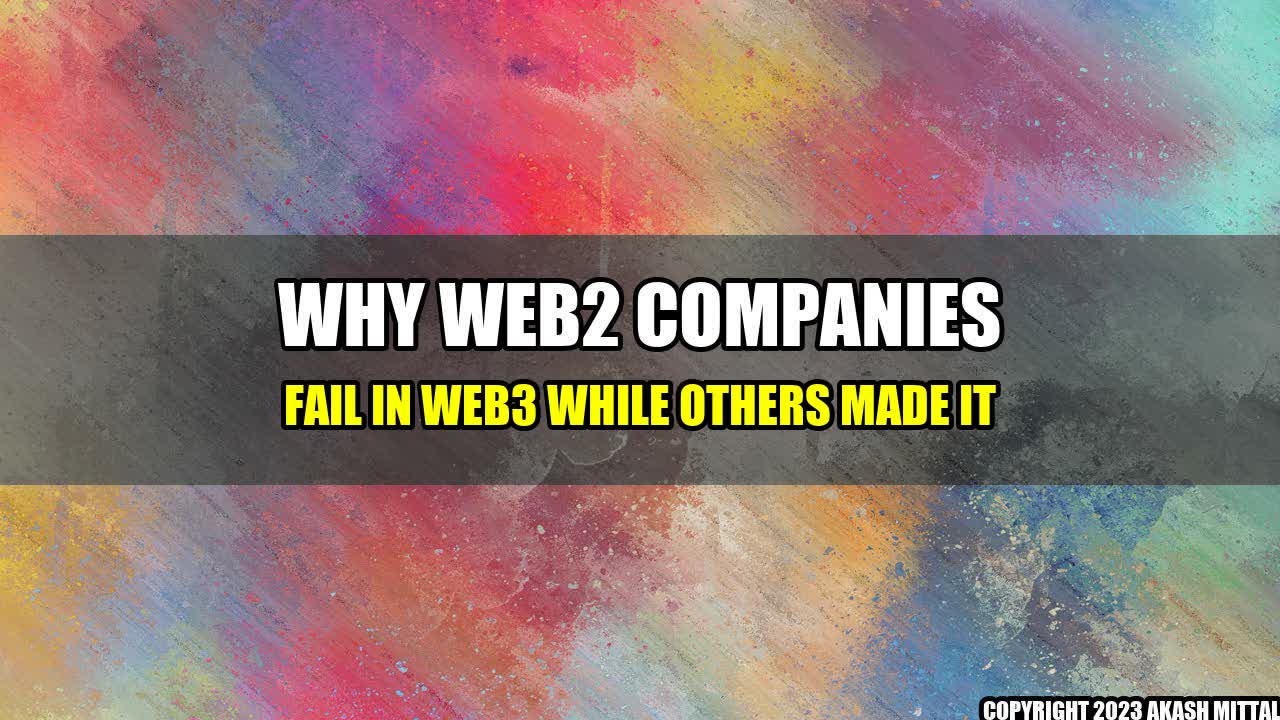 WHY WEB2 COMPANIES
FAIL IN WEB3 WHILE OTHERS MADE IT
COPYRIGHT 2023 AKASH MITTAL